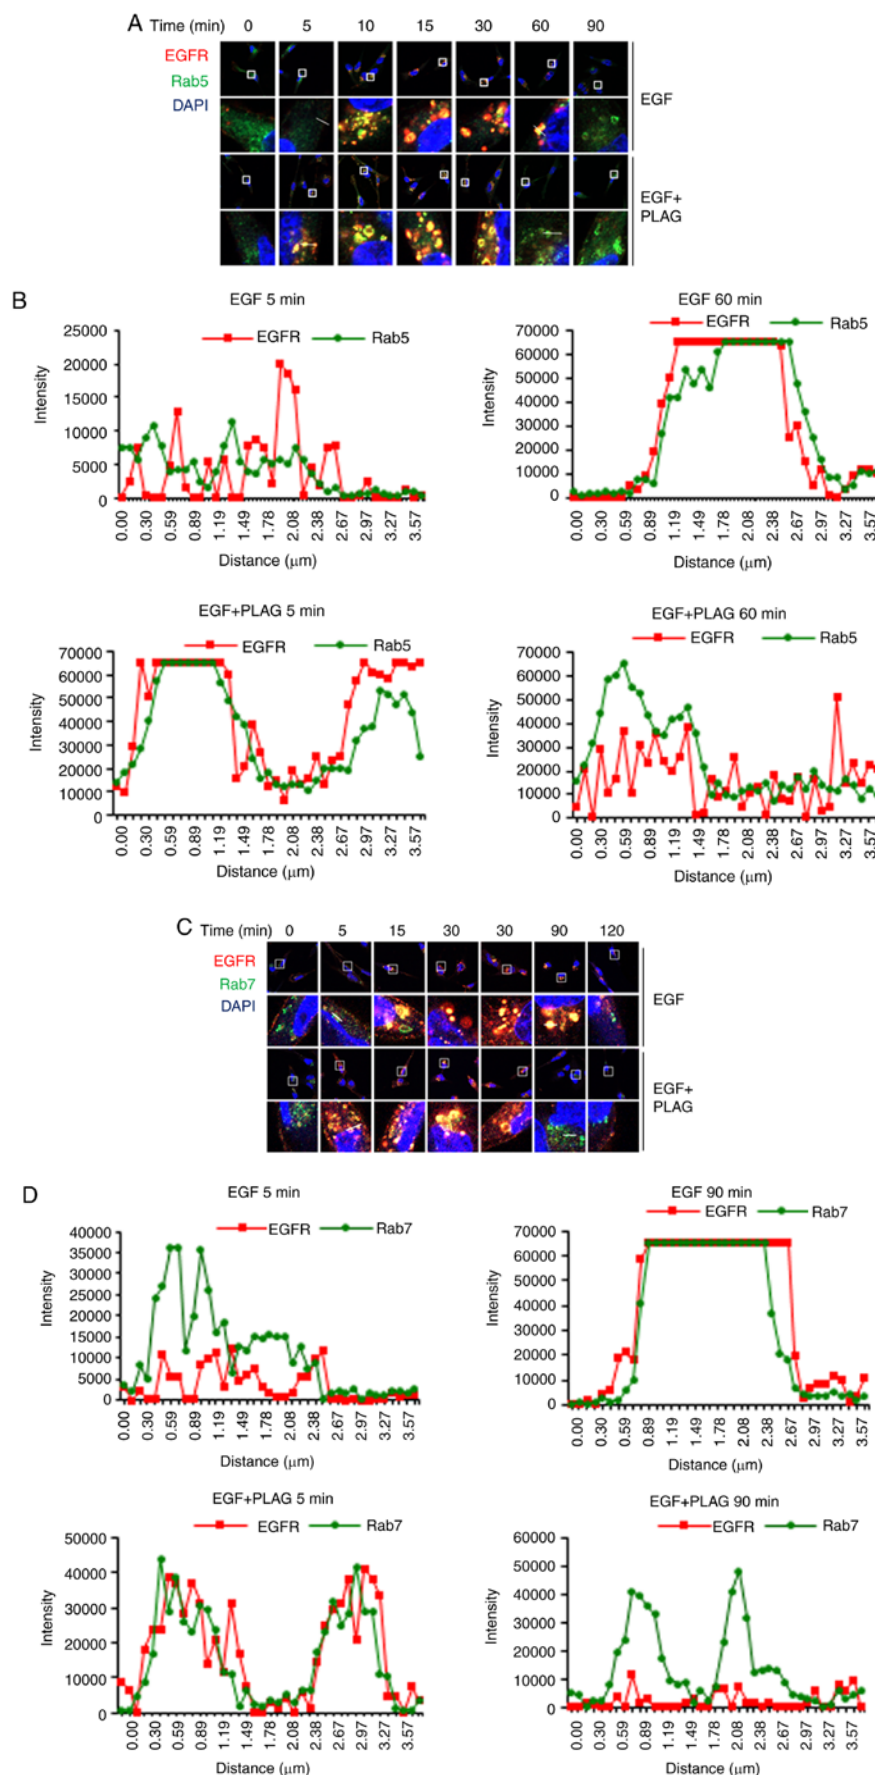 A
Time (min) 0 5 10 15 30 60 90
EGFR
Rab5
DAPI
EGF
EGF+
PLAG
B
EGF 5 min
EGFR Rab5
Intensity
25000
20000
15000
10000
5000
0
0.00 0.30 0.59 0.89 1.19 1.49 1.78 2.08 2.38 2.67 2.97 3.27 3.57
Distance (μm)
EGF 60 min
EGFR Rab5
Intensity
70000
60000
50000
40000
30000
20000
10000
0
0.00 0.30 0.59 0.89 1.19 1.49 1.78 2.08 2.38 2.67 2.97 3.27 3.57
Distance (μm)
EGF+PLAG 5 min
EGFR Rab5
Intensity
70000
60000
50000
40000
30000
20000
10000
0
0.00 0.30 0.59 0.89 1.19 1.49 1.78 2.08 2.38 2.67 2.97 3.27 3.57
Distance (μm)
EGF+PLAG 60 min
EGFR Rab5
Intensity
70000
60000
50000
40000
30000
20000
10000
0
0.00 0.30 0.59 0.89 1.19 1.49 1.78 2.08 2.38 2.67 2.97 3.27 3.57
Distance (μm)
C
Time (min) 0 5 15 30 30 90 120
EGFR
Rab7
DAPI
EGF
EGF+
PLAG
D
EGF 5 min
EGFR Rab7
Intensity
40000
35000
30000
25000
20000
15000
10000
5000
0
0.00 0.30 0.59 0.89 1.19 1.49 1.78 2.08 2.38 2.67 2.97 3.27 3.57
Distance (μm)
EGF 90 min
EGFR Rab7
Intensity
70000
60000
50000
40000
30000
20000
10000
0
0.00 0.30 0.59 0.89 1.19 1.49 1.78 2.08 2.38 2.67 2.97 3.27 3.57
Distance (μm)
EGF+PLAG 5 min
EGFR Rab7
Intensity
50000
40000
30000
20000
10000
0
0.00 0.30 0.59 0.89 1.19 1.49 1.78 2.08 2.38 2.67 2.97 3.27 3.57
Distance (μm)
EGF+PLAG 90 min
EGFR Rab7
Intensity
60000
50000
40000
30000
20000
10000
0
0.00 0.30 0.59 0.89 1.19 1.49 1.78 2.08 2.38 2.67 2.97 3.27 3.57
Distance (μm)